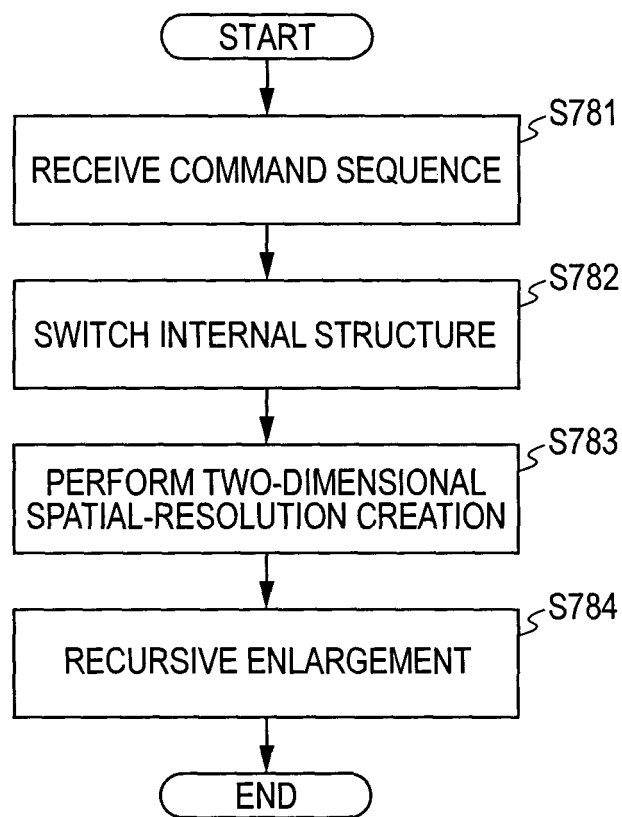 START
S781
RECEIVE COMMAND SEQUENCE
S782
SWITCH INTERNAL STRUCTURE
S783
PERFORM TWO-DIMENSIONAL
SPATIAL-RESOLUTION CREATION
S784
RECURSIVE ENLARGEMENT
END